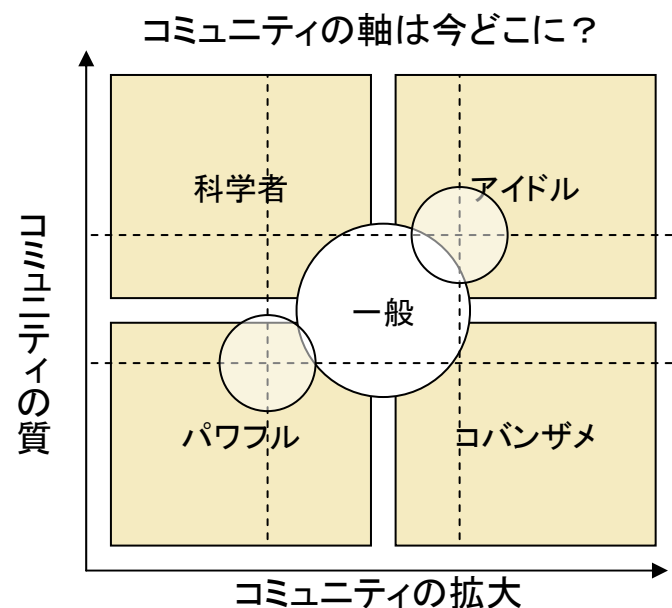 コミュニティの軸は今どこに？
科学者
アイドル
一般
パワフル
コバンザメ
コミュニティの質
コミュニティの拡大